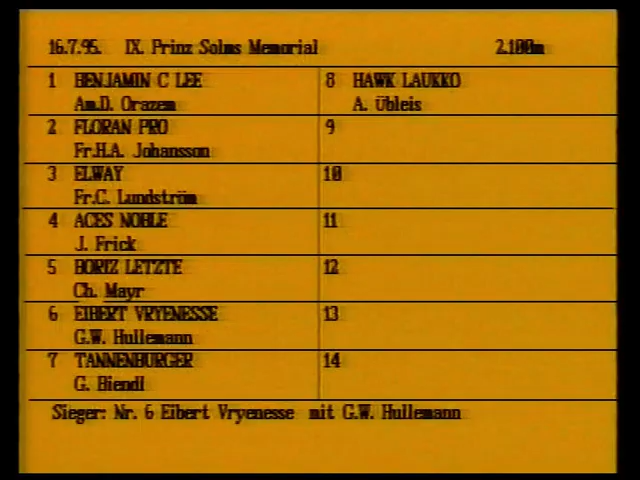 16.7.95. IX. Prinz Solms Memorial 2.100m
1 BENJAMIN C LEE
Am.D. Orazem
2 FLORAN PRO
Fr.H.A. Johansson
3 ELWAY
Fr.C. Lundström
4 ACES NOBLE
J. Frick
5 BORIZ LETZTE
Ch. Mayr
6 EIBERT VRYENESSE
G.W. Hullemann
7 TANNENBURGER
G. Biendl
8 HAWK LAUKKO
A. Übleis
9
10
11
12
13
14
Sieger: Nr. 6 Eibert Vryenesse mit G.W. Hullemann